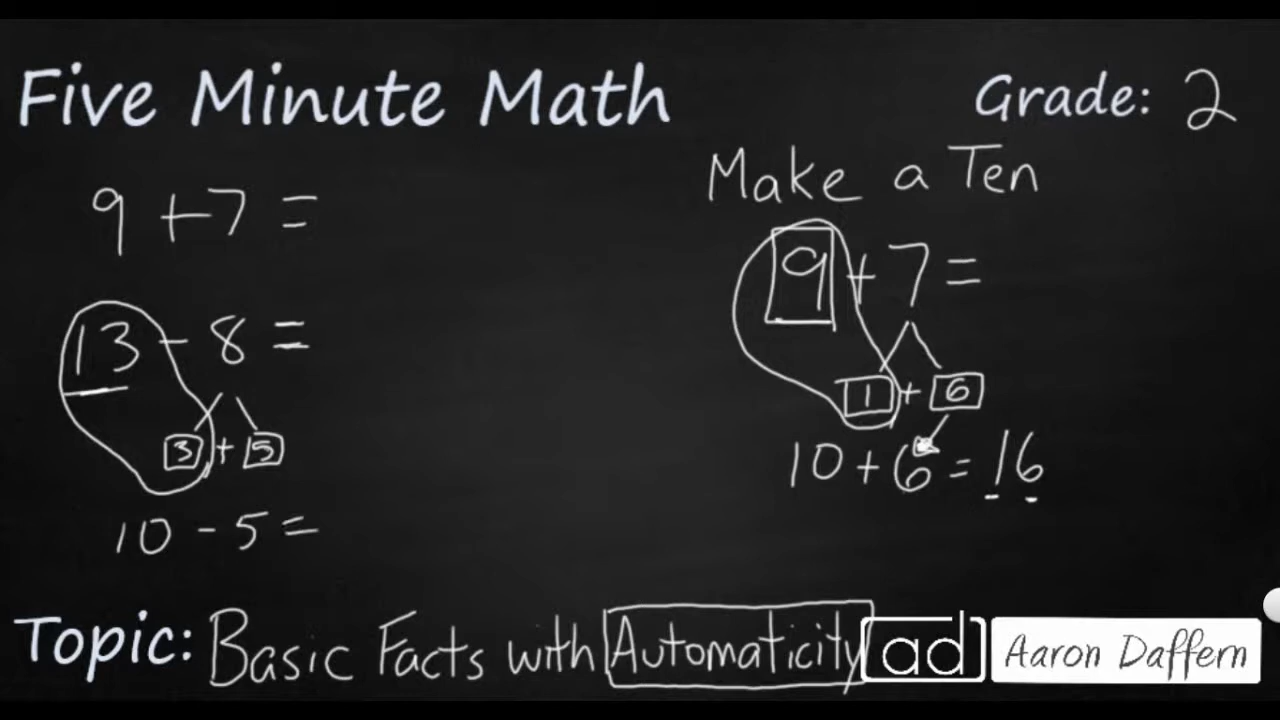 Five Minute Math
Grade: 2
9 + 7 =
13 - 8 =
3 + 5
10 - 5 =
Make a Ten
9 + 7 =
1 + 6
10 + 6 = 16
Topic: Basic Facts with Automaticity
ad Aaron Daffern